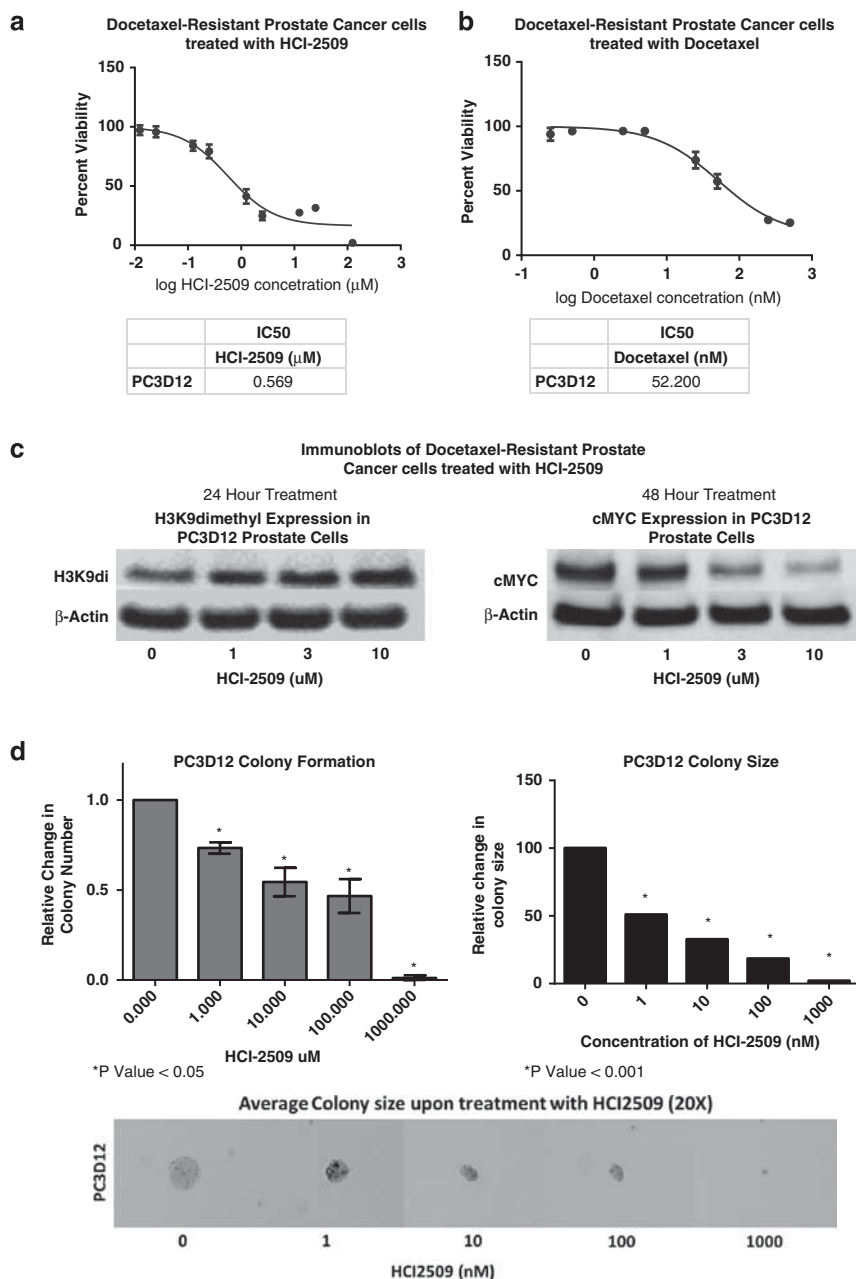 a
Docetaxel-Resistant Prostate Cancer cells
treated with HCI-2509
150
100
50
0
Percent Viability
-2 -1 0 1 2 3
log HCI-2509 concetration (μM)
IC50
HCI-2509 (μM)
PC3D12 0.569
b
Docetaxel-Resistant Prostate Cancer cells
treated with Docetaxel
150
100
50
0
Percent Viability
-1 0 1 2 3
log Docetaxel concetration (nM)
IC50
Docetaxel (nM)
PC3D12 52.200
c
Immunoblots of Docetaxel-Resistant Prostate
Cancer cells treated with HCI-2509
24 Hour Treatment
H3K9dimethyl Expression in
PC3D12 Prostate Cells
H3K9di
β-Actin
0 1 3 10
HCI-2509 (uM)
48 Hour Treatment
cMYC Expression in PC3D12
Prostate Cells
cMYC
β-Actin
0 1 3 10
HCI-2509 (uM)
d
PC3D12 Colony Formation
Relative Change in
Colony Number
1.0
0.5
0.0
* * * *
0.000 1.000 10.000 100.000 1000.000
HCI-2509 uM
*P Value < 0.05
PC3D12 Colony Size
Relative change in
colony size
150
100
50
0
* * * *
0 1 10 100 1000
Concentration of HCI-2509 (nM)
*P Value < 0.001
Average Colony size upon treatment with HCI2509 (20X)
PC3D12
0 1 10 100 1000
HCI2509 (nM)